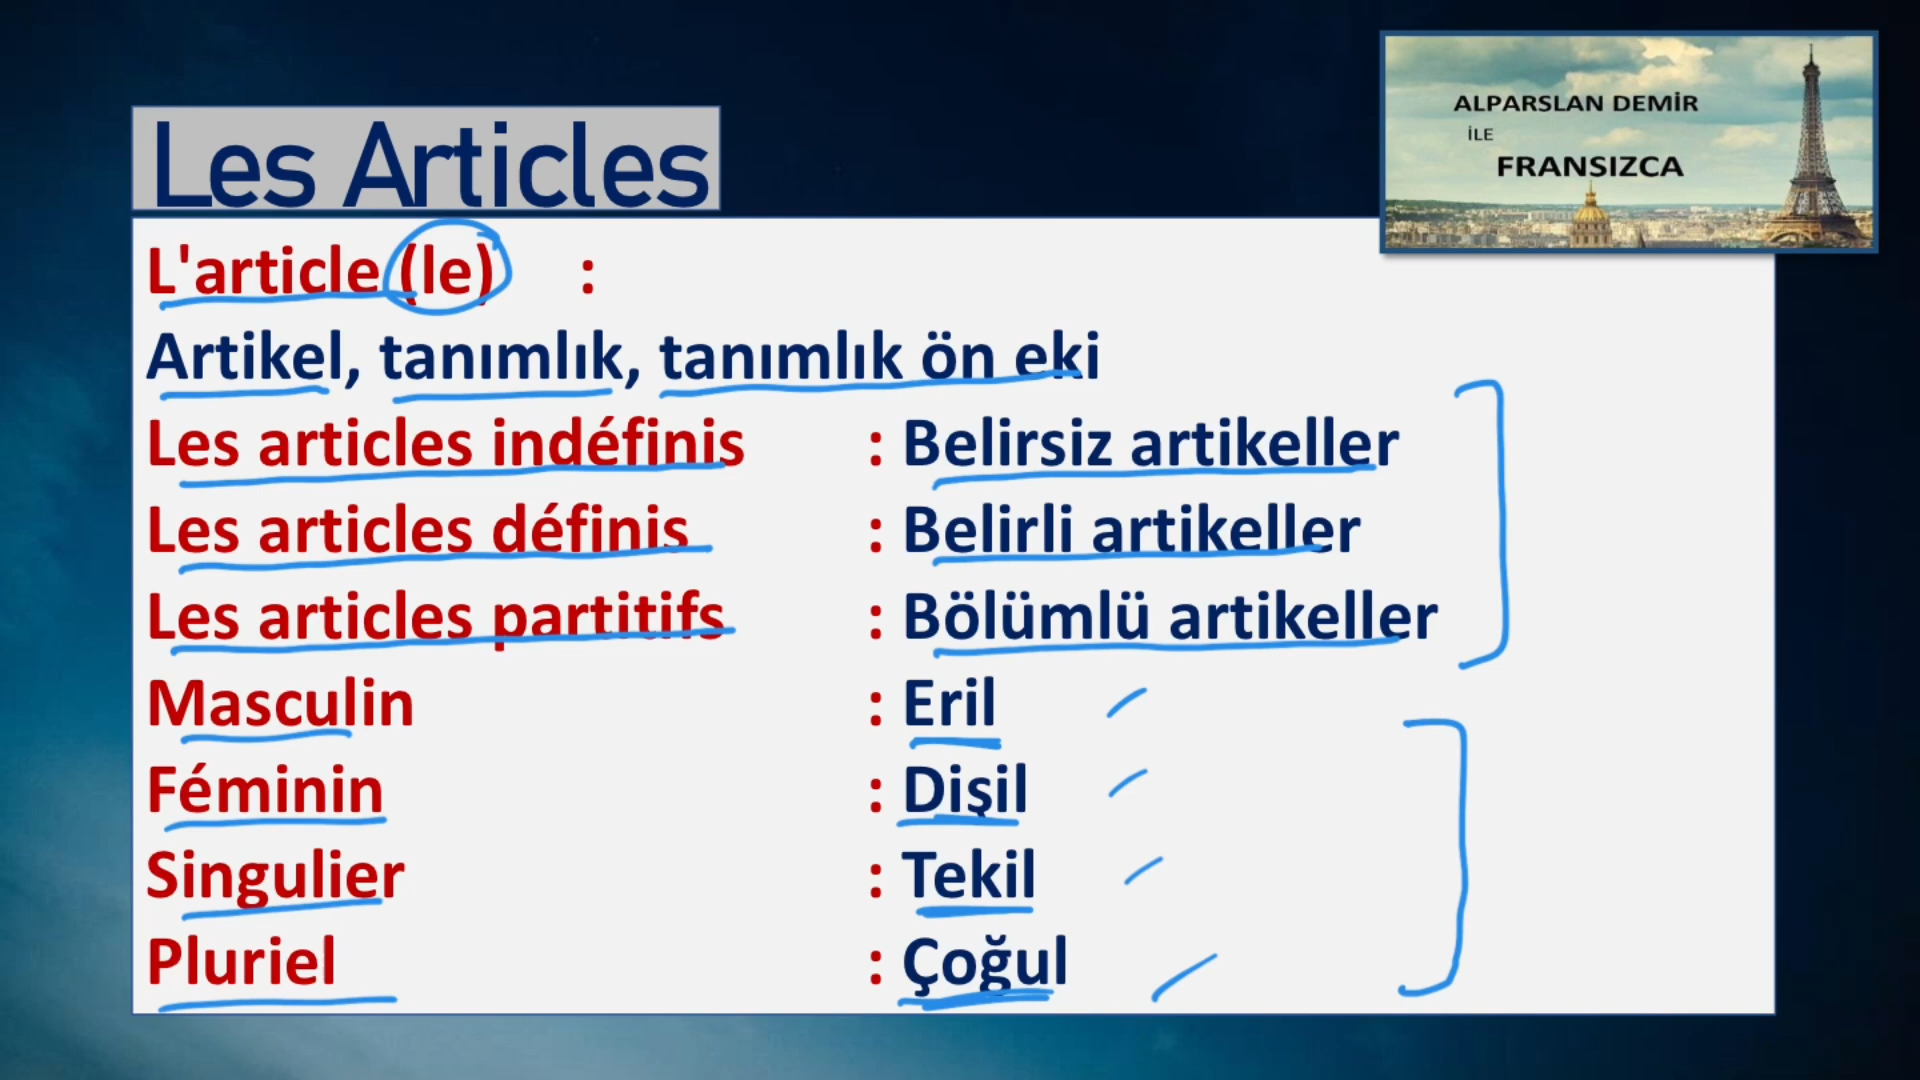 ALPARSLAN DEMİR
İLE
FRANSIZCA
Les Articles
L'article (le) :
Artikel, tanımlık, tanımlık ön eki
Les articles indéfinis : Belirsiz artikeller
Les articles définis : Belirli artikeller
Les articles partitifs : Bölümlü artikeller
Masculin : Eril
Féminin : Dişil
Singulier : Tekil
Pluriel : Çoğul